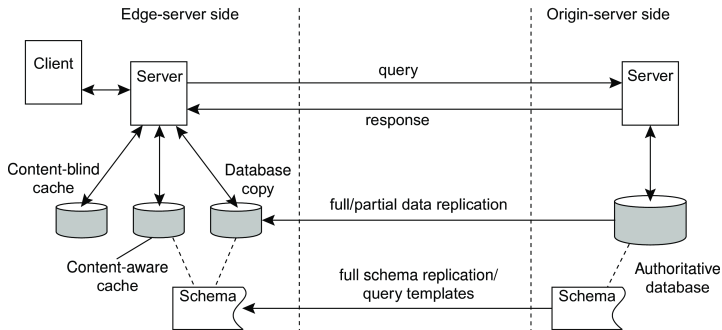 Edge-server side
Origin-server side
Client
Server
query
Server
response
Content-blind
cache
Database
copy
full/partial data replication
Content-aware
cache
Authoritative
database
full schema replication/
query templates
Schema
Schema